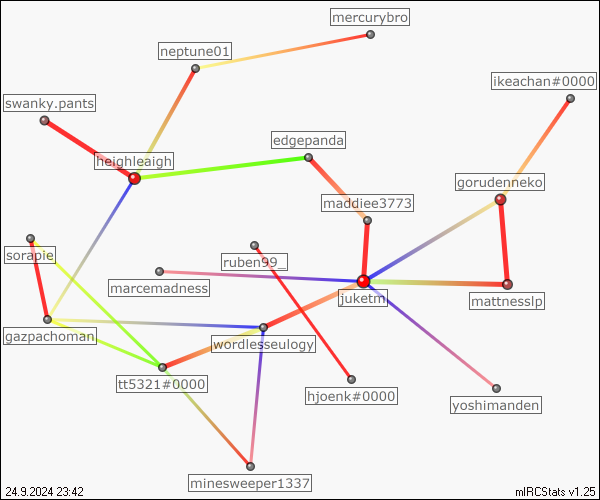 mercurybro
neptune01
ikeachan#0000
swanky.pants
edgepanda
heighleaigh
gorudenneko
maddiee3773
sorapie
ruben99_
marcemadness
juketm
mattnesslp
gazpachoman
wordlesseulogy
tt5321#0000
hjoenk#0000
yoshimanden
minesweeper1337
24.9.2024 23:42
mIRCStats v1.25